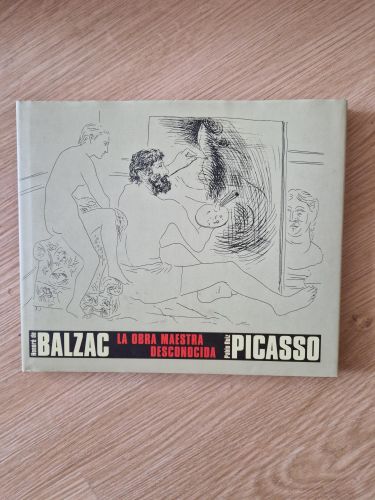 Honoré de
BALZAC
LA OBRA MAESTRA
DESCONOCIDA
Pablo Ruiz
PICASSO